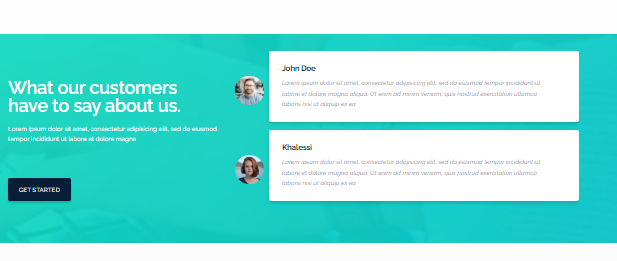 What our customers
have to say about us.
Lorem ipsum dolor sit amet, consectetur adipisicing elit, sed do eiusmod
tempor incididunt ut labore et dolore magna
GET STARTED
John Doe
Lorem ipsum dolor sit amet, consectetur adipisicing elit, sed do eiusmod tempor incididunt ut
labore et dolore magna aliqua. Ut enim ad minim veniam, quis nostrud exercitation ullamco
laboris nisi ut aliquip ex ea
Khalessi
Lorem ipsum dolor sit amet, consectetur adipisicing elit, sed do eiusmod tempor incididunt ut
labore et dolore magna aliqua. Ut enim ad minim veniam, quis nostrud exercitation ullamco
laboris nisi ut aliquip ex ea